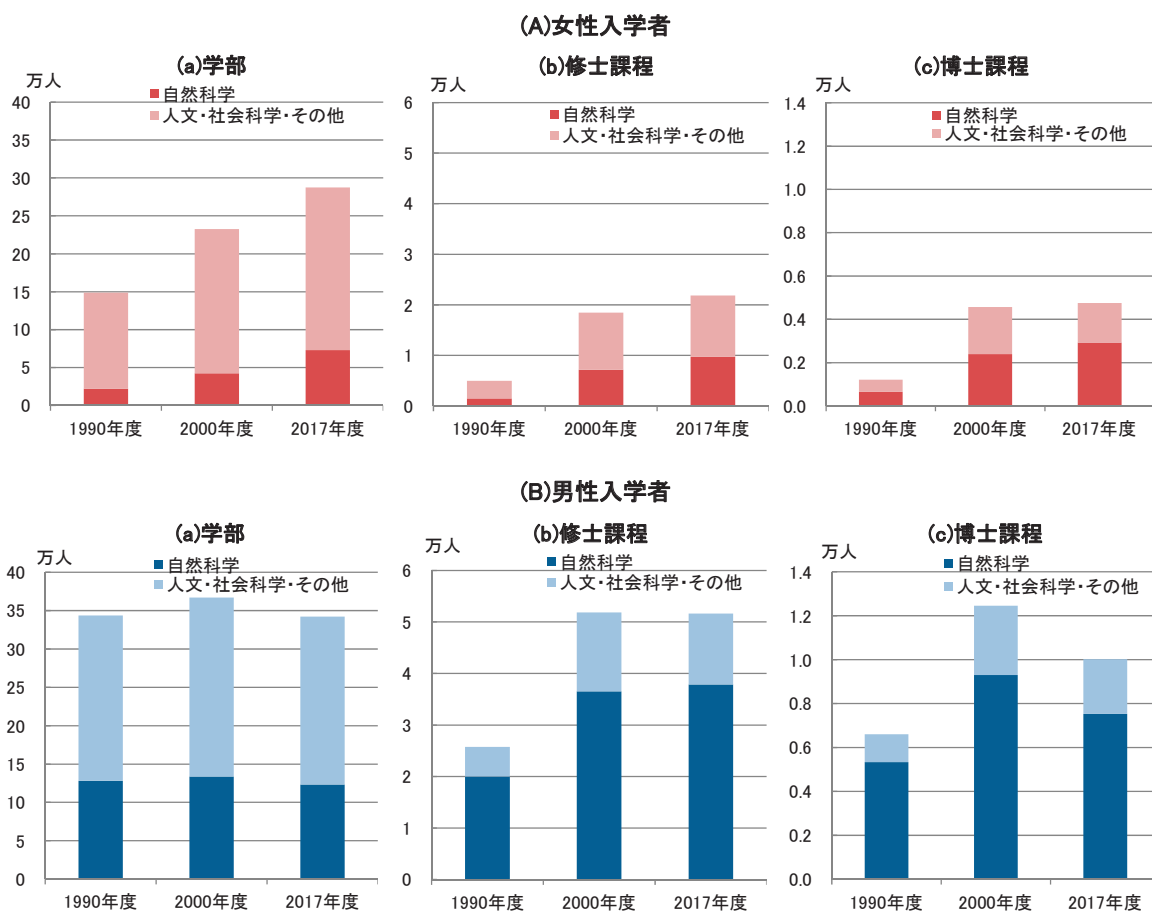 (A)女性入学者
(a)学部
万人
自然科学
人文・社会科学・その他
40
35
30
25
20
15
10
5
0
1990年度 2000年度 2017年度
(b)修士課程
万人
自然科学
人文・社会科学・その他
6
5
4
3
2
1
0
1990年度 2000年度 2017年度
(c)博士課程
万人
自然科学
人文・社会科学・その他
1.4
1.2
1.0
0.8
0.6
0.4
0.2
0.0
1990年度 2000年度 2017年度
(B)男性入学者
(a)学部
万人
自然科学
人文・社会科学・その他
40
35
30
25
20
15
10
5
0
1990年度 2000年度 2017年度
(b)修士課程
万人
自然科学
人文・社会科学・その他
6
5
4
3
2
1
0
1990年度 2000年度 2017年度
(c)博士課程
万人
自然科学
人文・社会科学・その他
1.4
1.2
1.0
0.8
0.6
0.4
0.2
0.0
1990年度 2000年度 2017年度